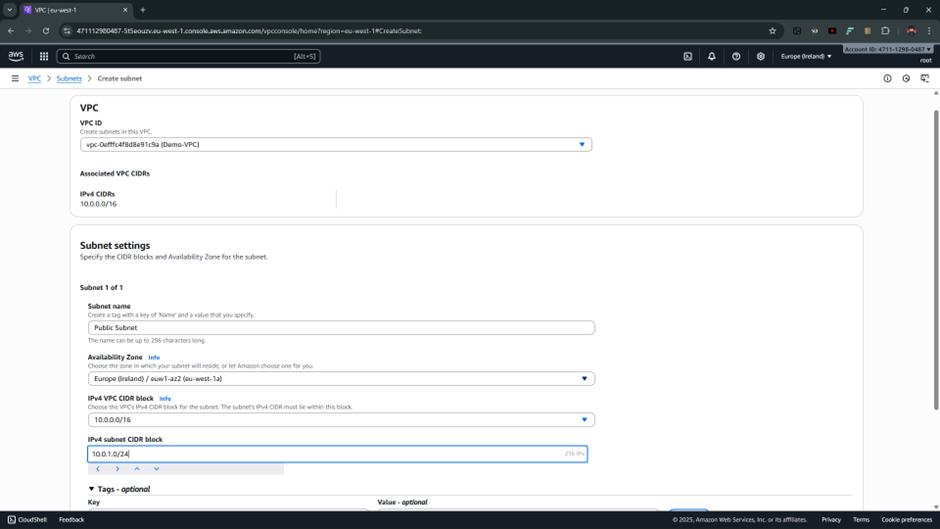 VPC | eu-west-1
471112980487-5t5eouzv.eu-west-1.console.aws.amazon.com/vpcconsole/home?region=eu-west-1#CreateSubnet:
aws
Search
[Alt+S]
Europe (Ireland)
Account ID: 4711-1298-0487
root
VPC > Subnets > Create subnet
VPC
VPC ID
Create subnets in this VPC.
vpc-0efffc4f8d8e91c9a (Demo-VPC)
Associated VPC CIDRs
IPv4 CIDRs
10.0.0.0/16
Subnet settings
Specify the CIDR blocks and Availability Zone for the subnet.
Subnet 1 of 1
Subnet name
Create a tag with a key of 'Name' and a value that you specify.
Public Subnet
The name can be up to 256 characters long.
Availability Zone Info
Choose the zone in which your subnet will reside, or let Amazon choose one for you.
Europe (Ireland) / euw1-az2 (eu-west-1a)
IPv4 VPC CIDR block Info
Choose the VPC's IPv4 CIDR block for the subnet. The subnet's IPv4 CIDR must lie within this block.
10.0.0.0/16
IPv4 subnet CIDR block
10.0.1.0/24
256 IPs
Tags - optional
Key
Value - optional
CloudShell
Feedback
© 2025, Amazon Web Services, Inc. or its affiliates.
Privacy
Terms
Cookie preferences